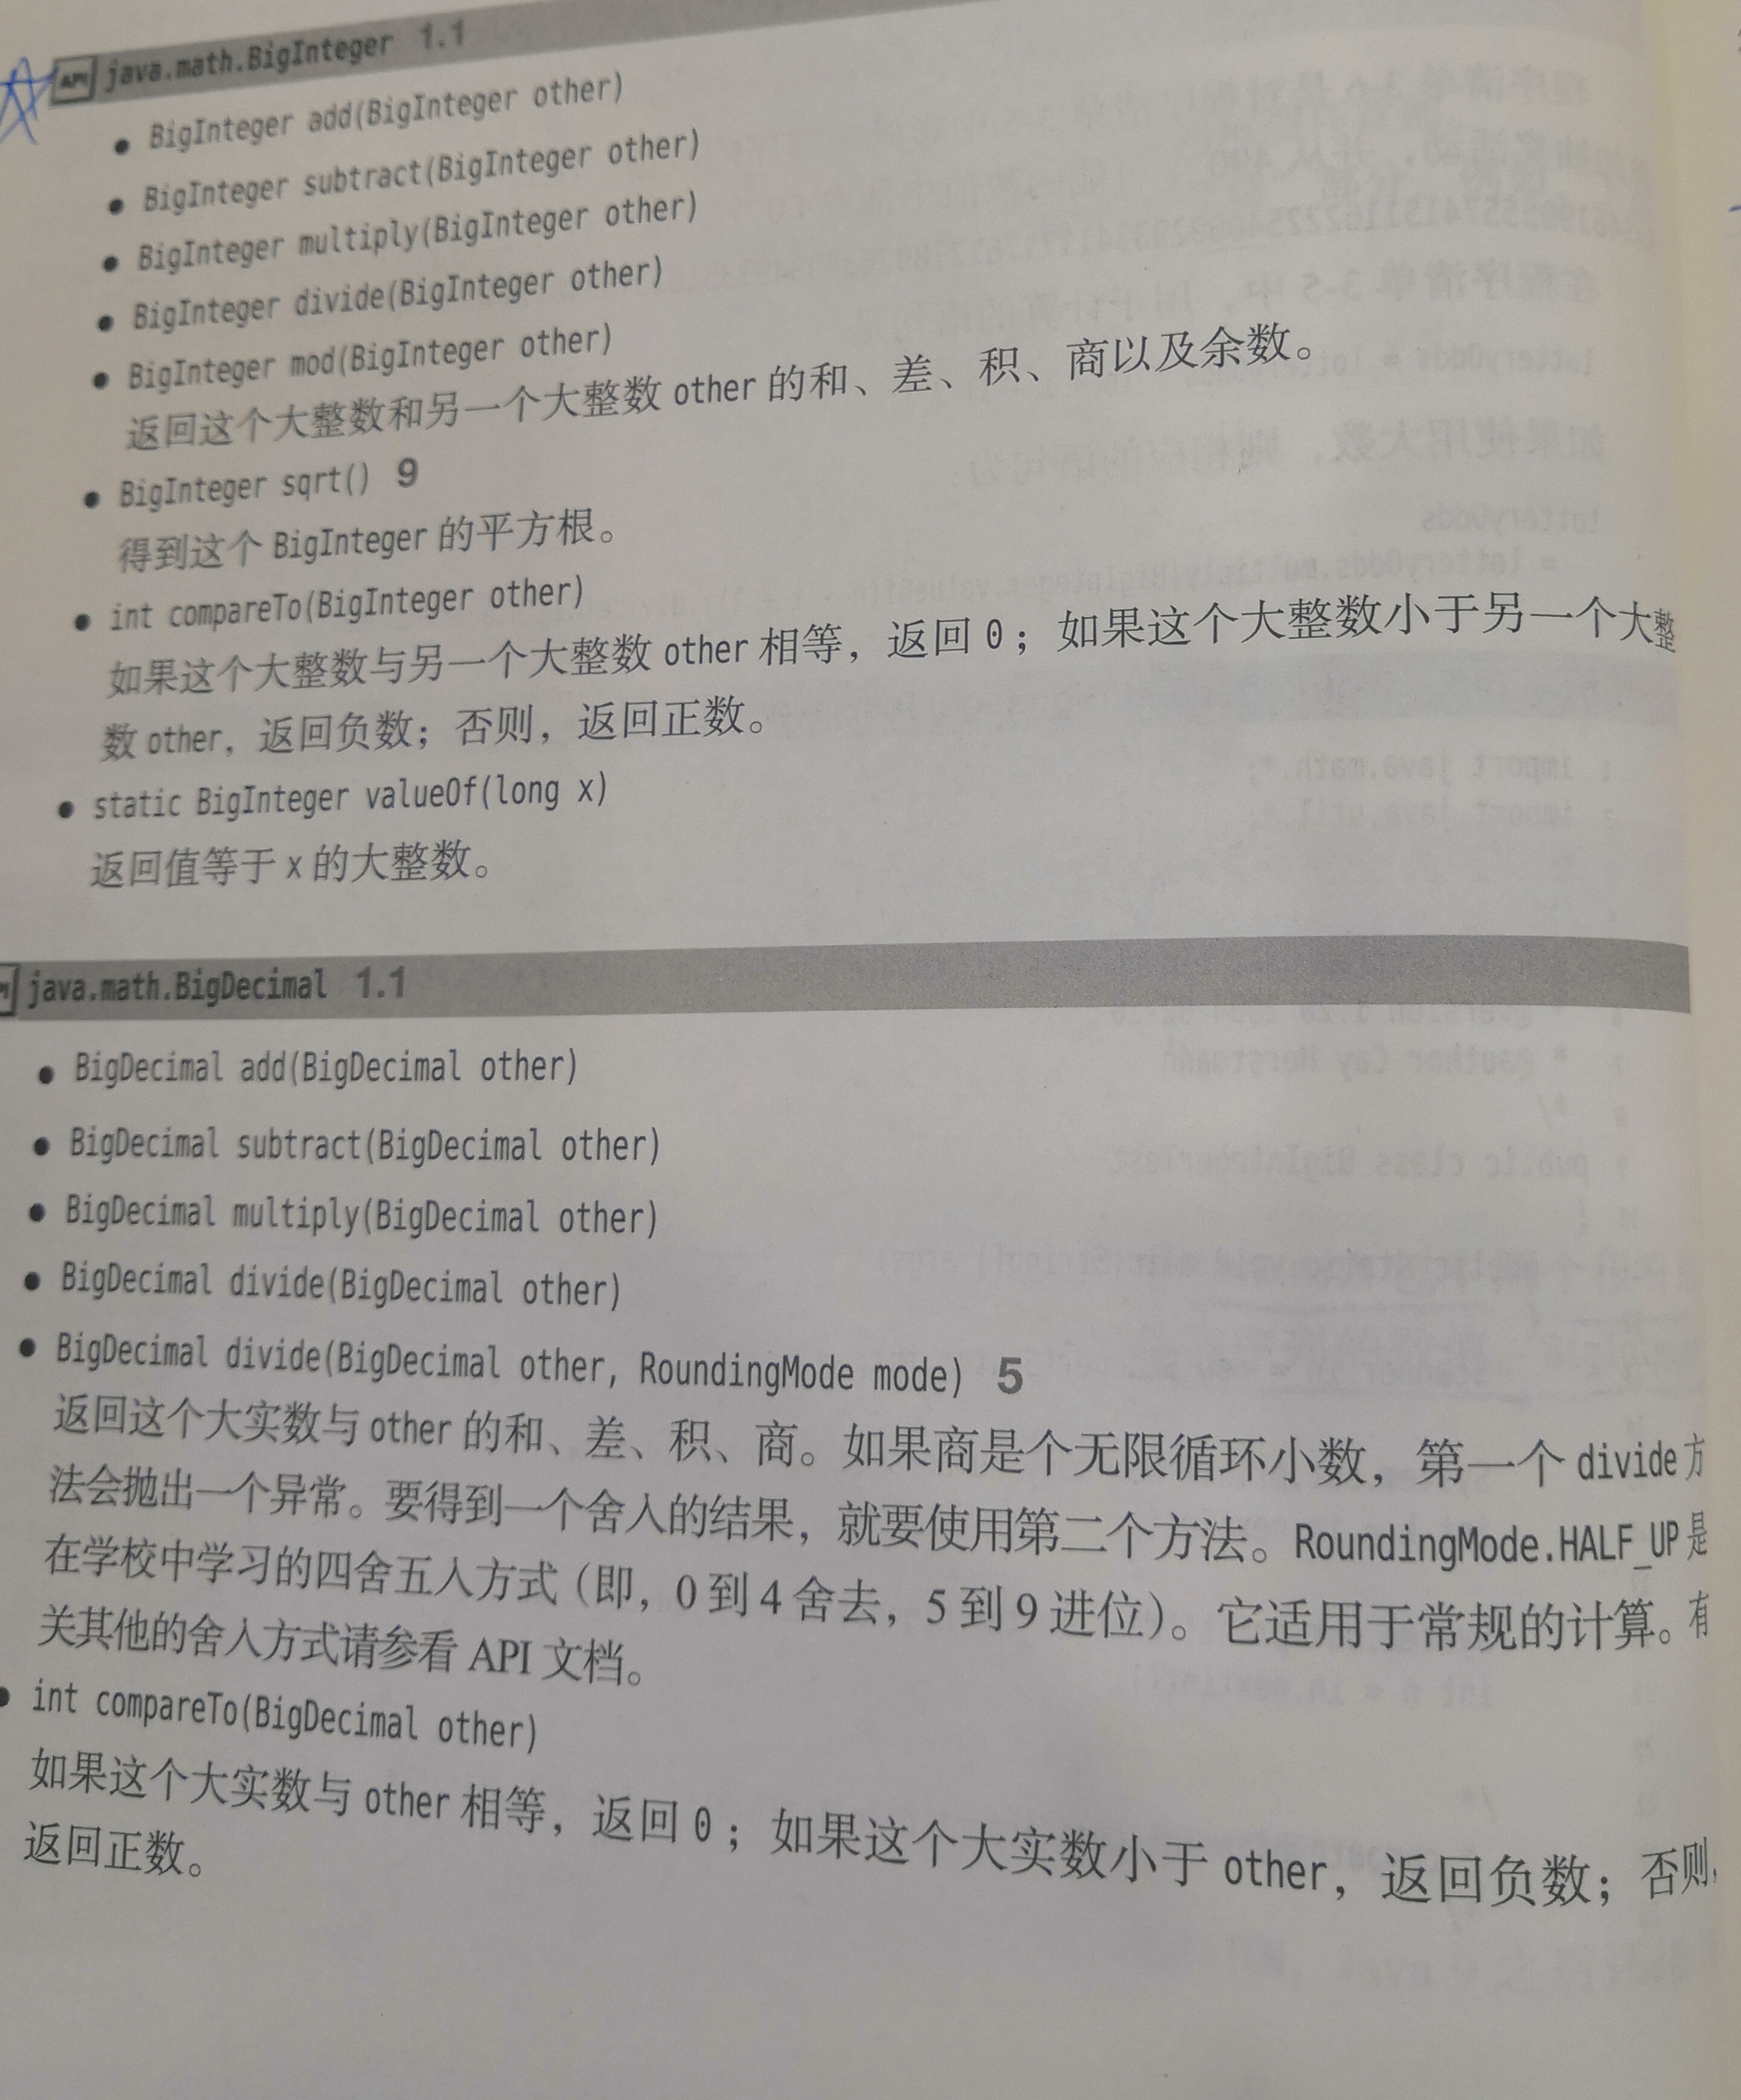 API java.math.BigInteger 1.1
• BigInteger add(BigInteger other)
• BigInteger subtract(BigInteger other)
• BigInteger multiply(BigInteger other)
• BigInteger divide(BigInteger other)
• BigInteger mod(BigInteger other)
返回这个大整数和另一个大整数 other 的和、差、积、商以及余数。
• BigInteger sqrt() 9
得到这个 BigInteger 的平方根。
• int compareTo(BigInteger other)
如果这个大整数与另一个大整数 other 相等，返回 0；如果这个大整数小于另一个大整
数 other，返回负数；否则，返回正数。
• static BigInteger valueOf(long x)
返回值等于 x 的大整数。
java.math.BigDecimal 1.1
• BigDecimal add(BigDecimal other)
• BigDecimal subtract(BigDecimal other)
• BigDecimal multiply(BigDecimal other)
• BigDecimal divide(BigDecimal other)
• BigDecimal divide(BigDecimal other, RoundingMode mode) 5
返回这个大实数与 other 的和、差、积、商。如果商是个无限循环小数，第一个 divide 方
法会抛出一个异常。要得到一个舍入的结果，就要使用第二个方法。RoundingMode.HALF_UP 是
在学校中学习的四舍五入方式（即，0 到 4 舍去，5 到 9 进位）。它适用于常规的计算。有
关其他的舍入方式请参看 API 文档。
• int compareTo(BigDecimal other)
如果这个大实数与 other 相等，返回 0；如果这个大实数小于 other，返回负数；否则，
返回正数。